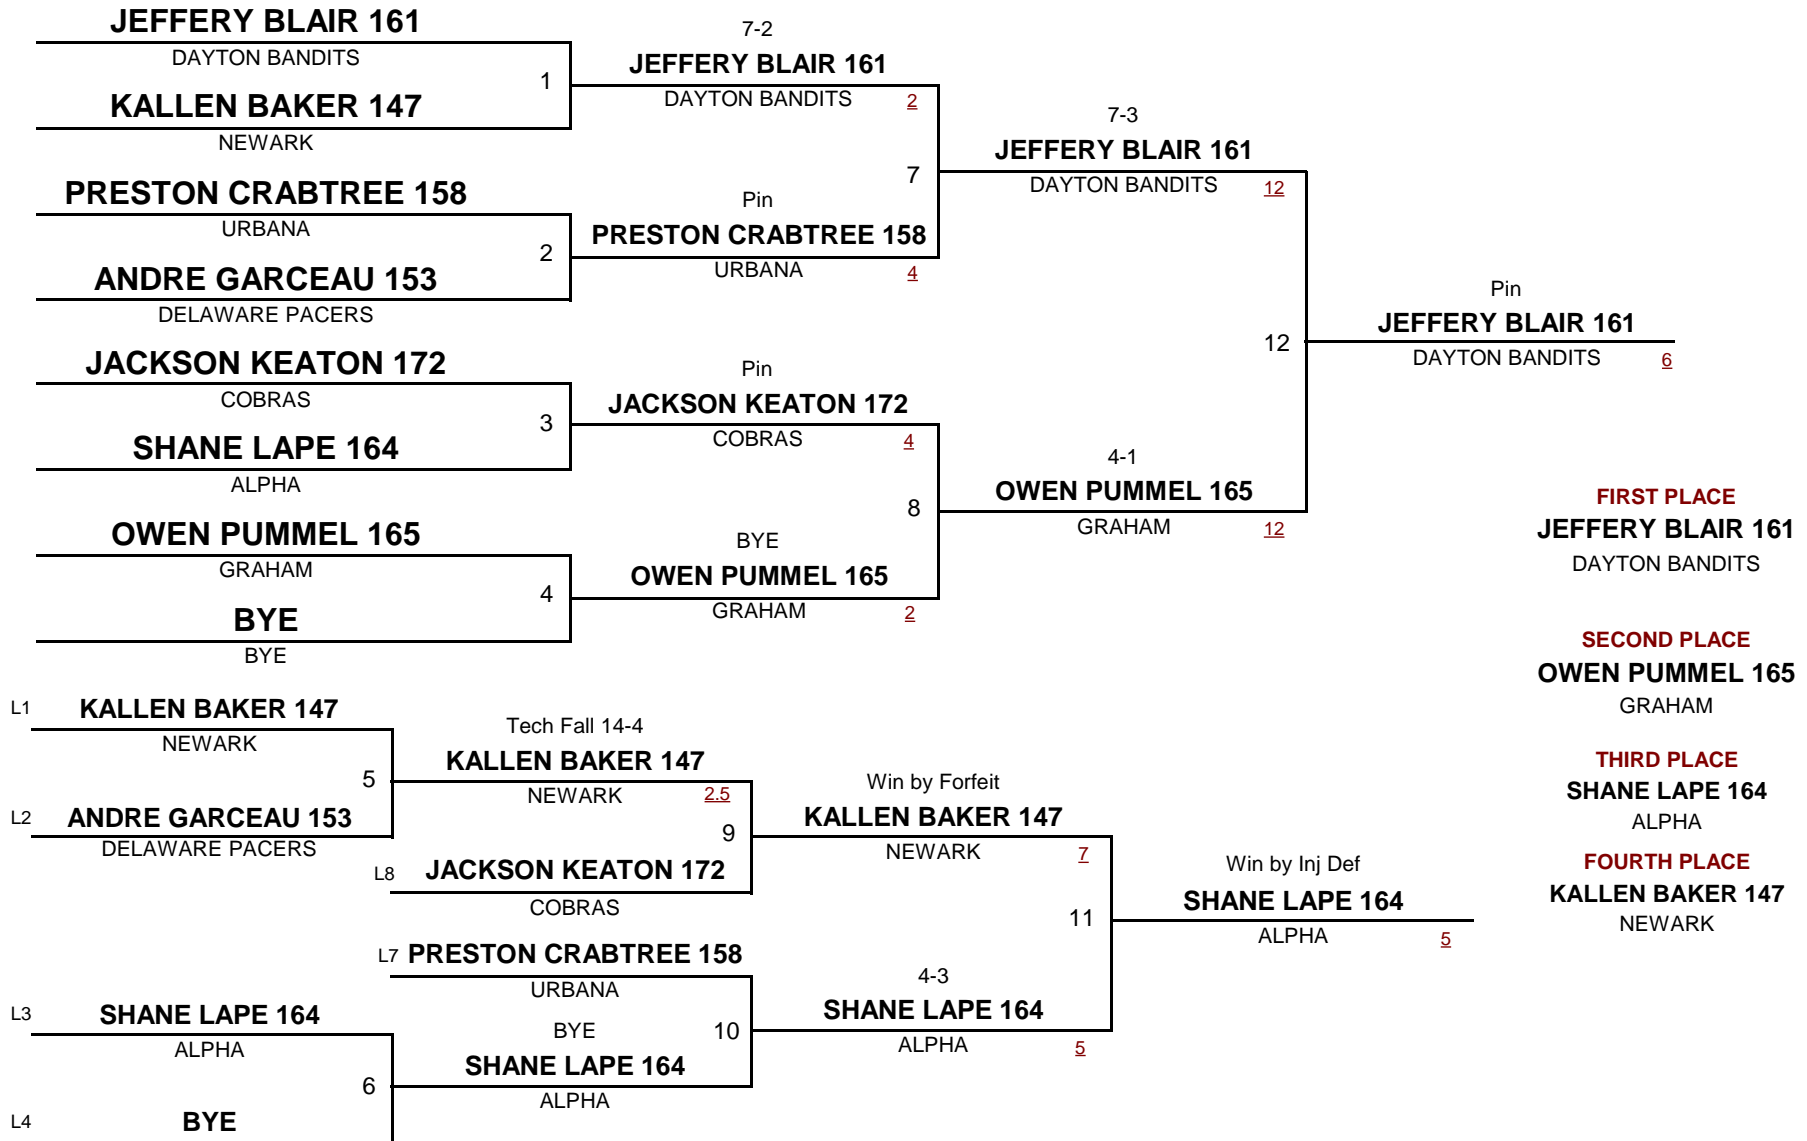 JEFFERY BLAIR 161
DAYTON BANDITS
1
KALLEN BAKER 147
NEWARK
PRESTON CRABTREE 158
URBANA
2
ANDRE GARCEAU 153
DELAWARE PACERS
JACKSON KEATON 172
COBRAS
3
SHANE LAPE 164
ALPHA
OWEN PUMMEL 165
GRAHAM
4
BYE
BYE
7-2
JEFFERY BLAIR 161
DAYTON BANDITS 2
7
Pin
PRESTON CRABTREE 158
URBANA 4
Pin
JACKSON KEATON 172
COBRAS 4
8
BYE
OWEN PUMMEL 165
GRAHAM 2
7-3
JEFFERY BLAIR 161
DAYTON BANDITS 12
12
4-1
OWEN PUMMEL 165
GRAHAM 12
Pin
JEFFERY BLAIR 161
DAYTON BANDITS 6
FIRST PLACE
JEFFERY BLAIR 161
DAYTON BANDITS
SECOND PLACE
OWEN PUMMEL 165
GRAHAM
THIRD PLACE
SHANE LAPE 164
ALPHA
FOURTH PLACE
KALLEN BAKER 147
NEWARK
L1 KALLEN BAKER 147
NEWARK
5
L2 ANDRE GARCEAU 153
DELAWARE PACERS
L3 SHANE LAPE 164
ALPHA
6
L4 BYE
Tech Fall 14-4
KALLEN BAKER 147
NEWARK 2.5
9
L8 JACKSON KEATON 172
COBRAS
L7 PRESTON CRABTREE 158
URBANA
10
BYE
SHANE LAPE 164
ALPHA
Win by Forfeit
KALLEN BAKER 147
NEWARK 7
11
4-3
SHANE LAPE 164
ALPHA 5
Win by Inj Def
SHANE LAPE 164
ALPHA 5